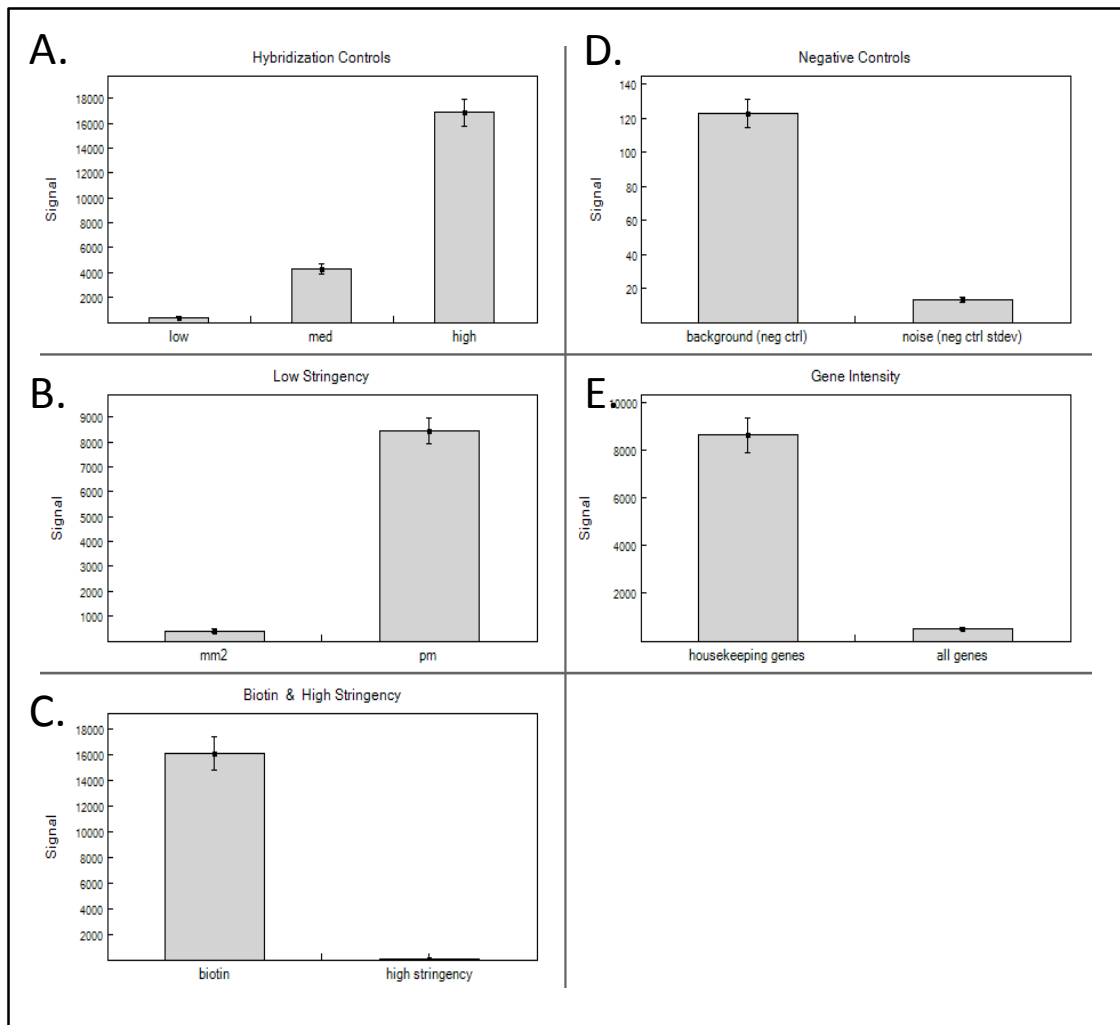 A.
Hybridization Controls
Signal
18000
16000
14000
12000
10000
8000
6000
4000
2000
low med high
B.
Low Stringency
Signal
9000
8000
7000
6000
5000
4000
3000
2000
1000
mm2 pm
C.
Biotin & High Stringency
Signal
18000
16000
14000
12000
10000
8000
6000
4000
2000
biotin high stringency
D.
Negative Controls
Signal
140
120
100
80
60
40
20
background (neg ctrl) noise (neg ctrl stdev)
E.
Gene Intensity
Signal
10000
8000
6000
4000
2000
housekeeping genes all genes